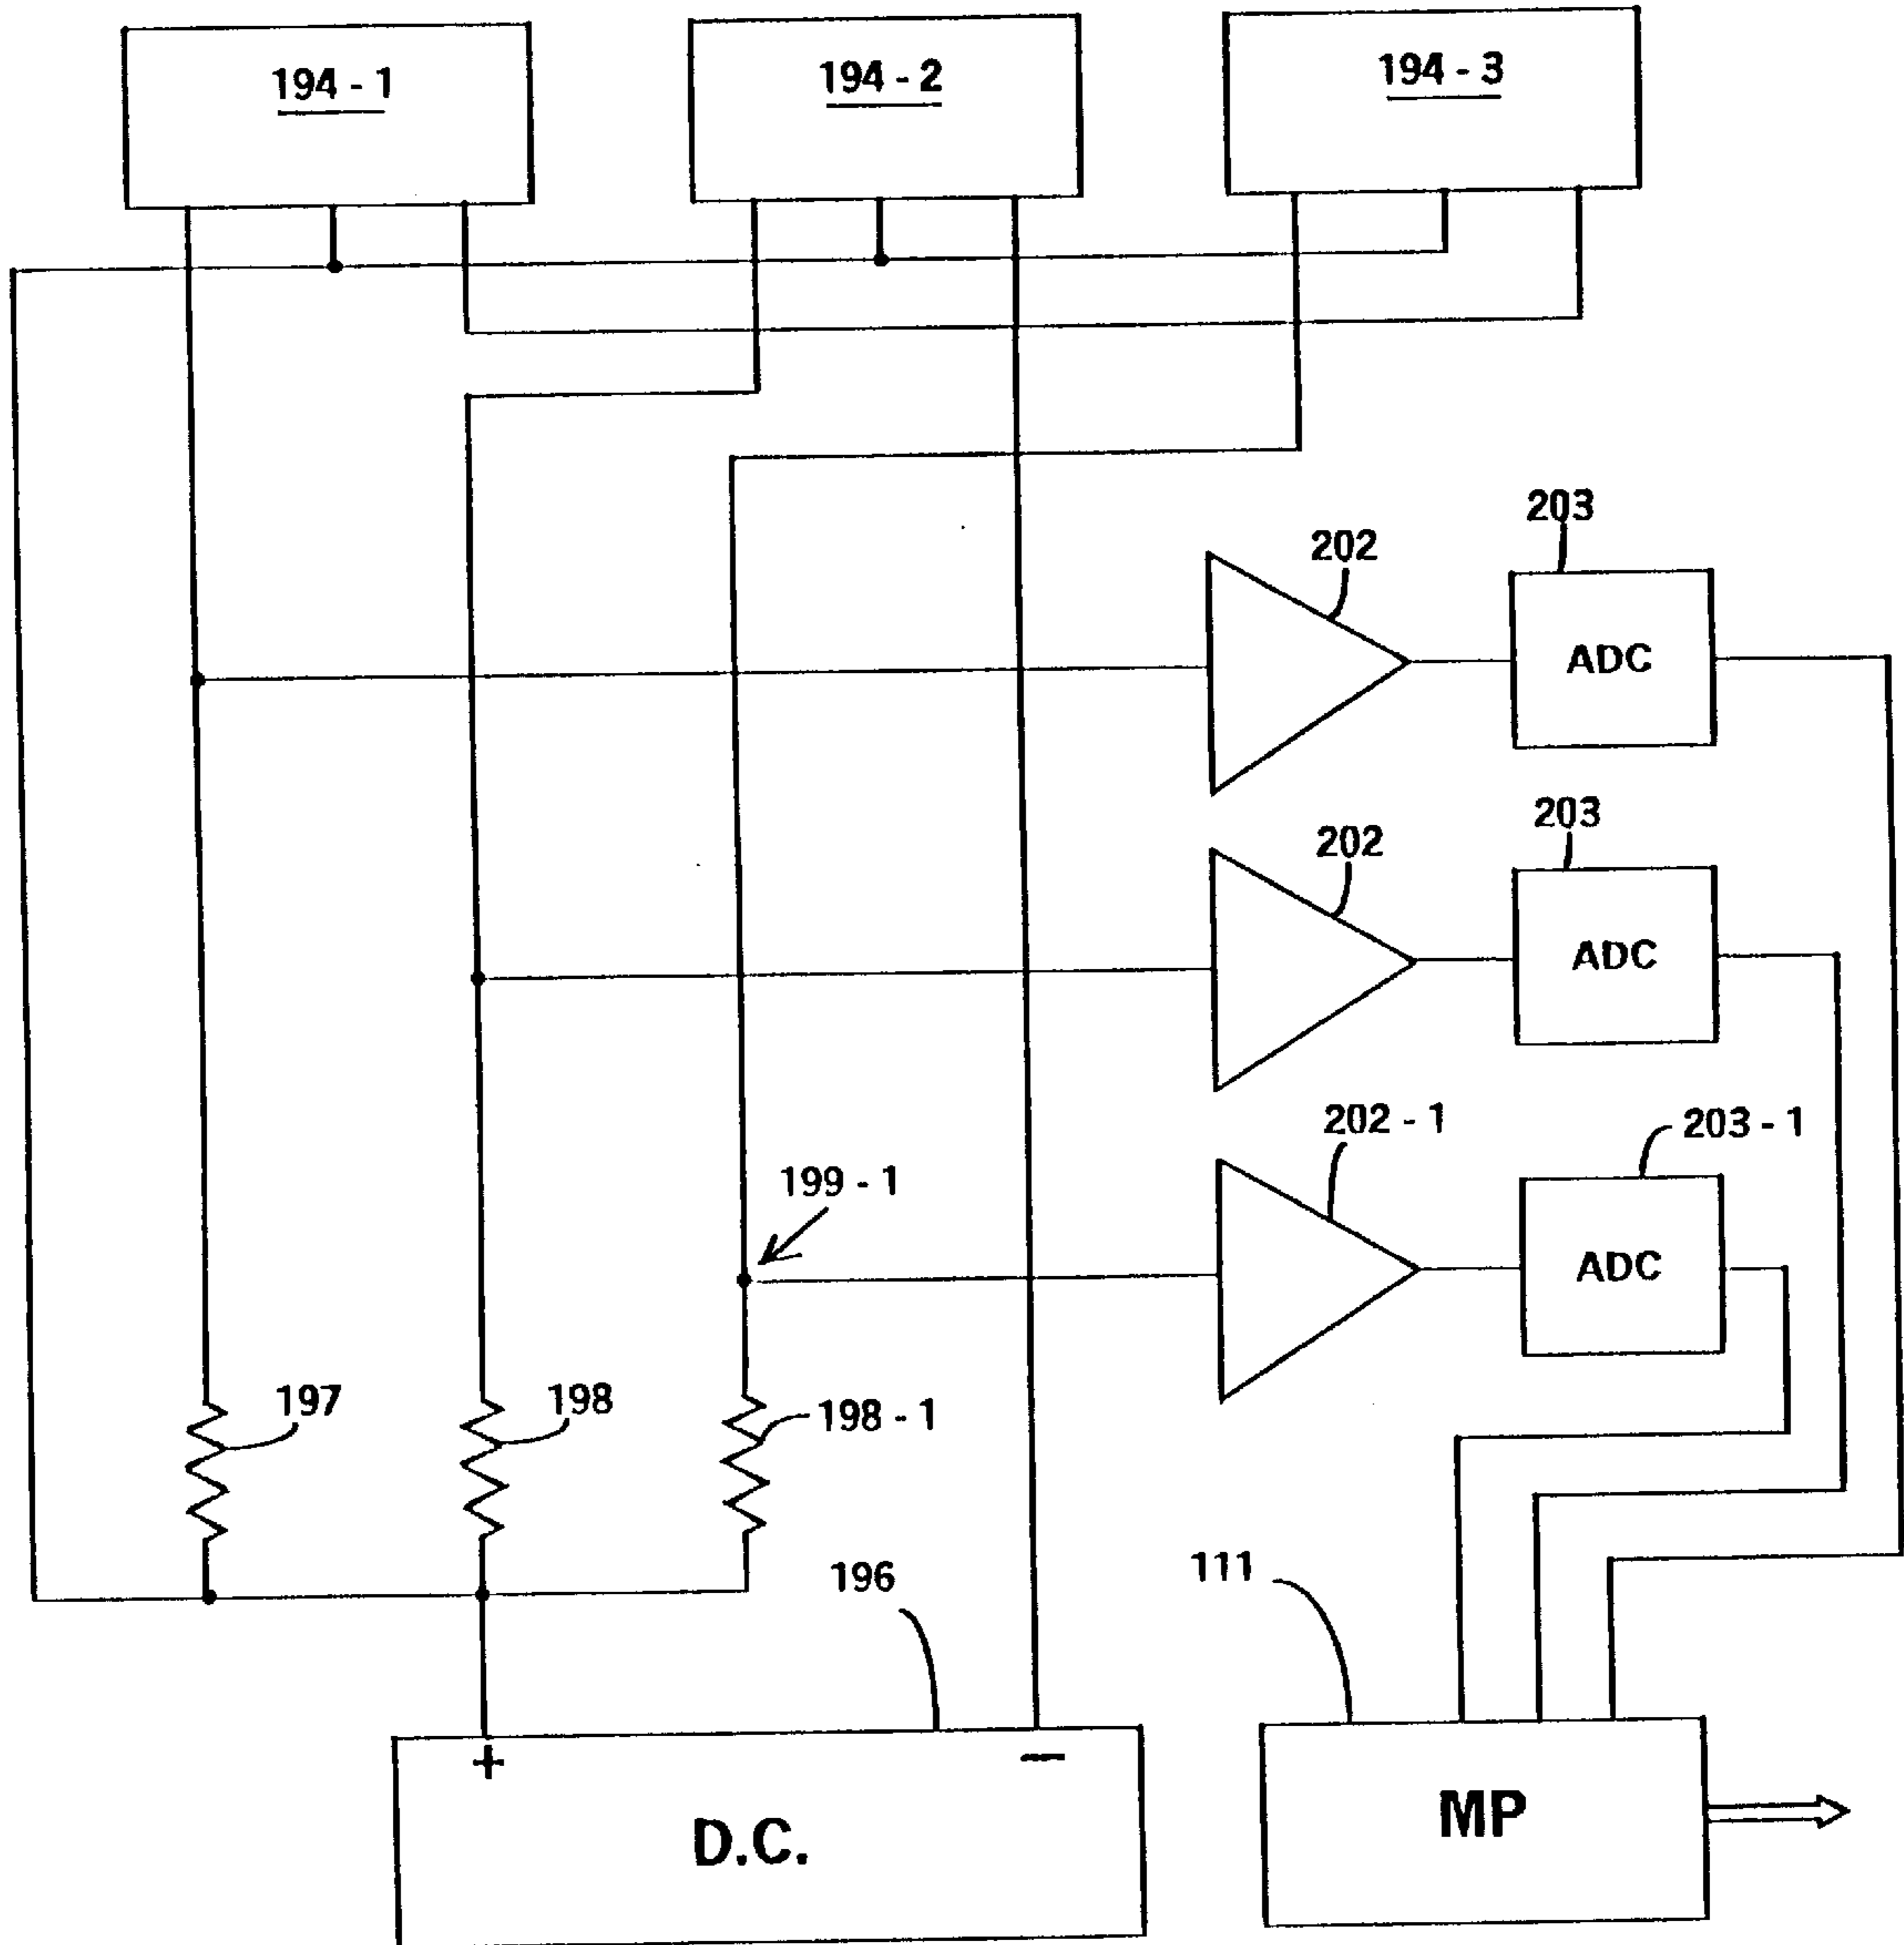 194 - 1
194 - 2
194 - 3
203
202
ADC
203
202
ADC
202 - 1
203 - 1
199 - 1
ADC
197
198
198 - 1
196
111
+
—
MP
D.C.